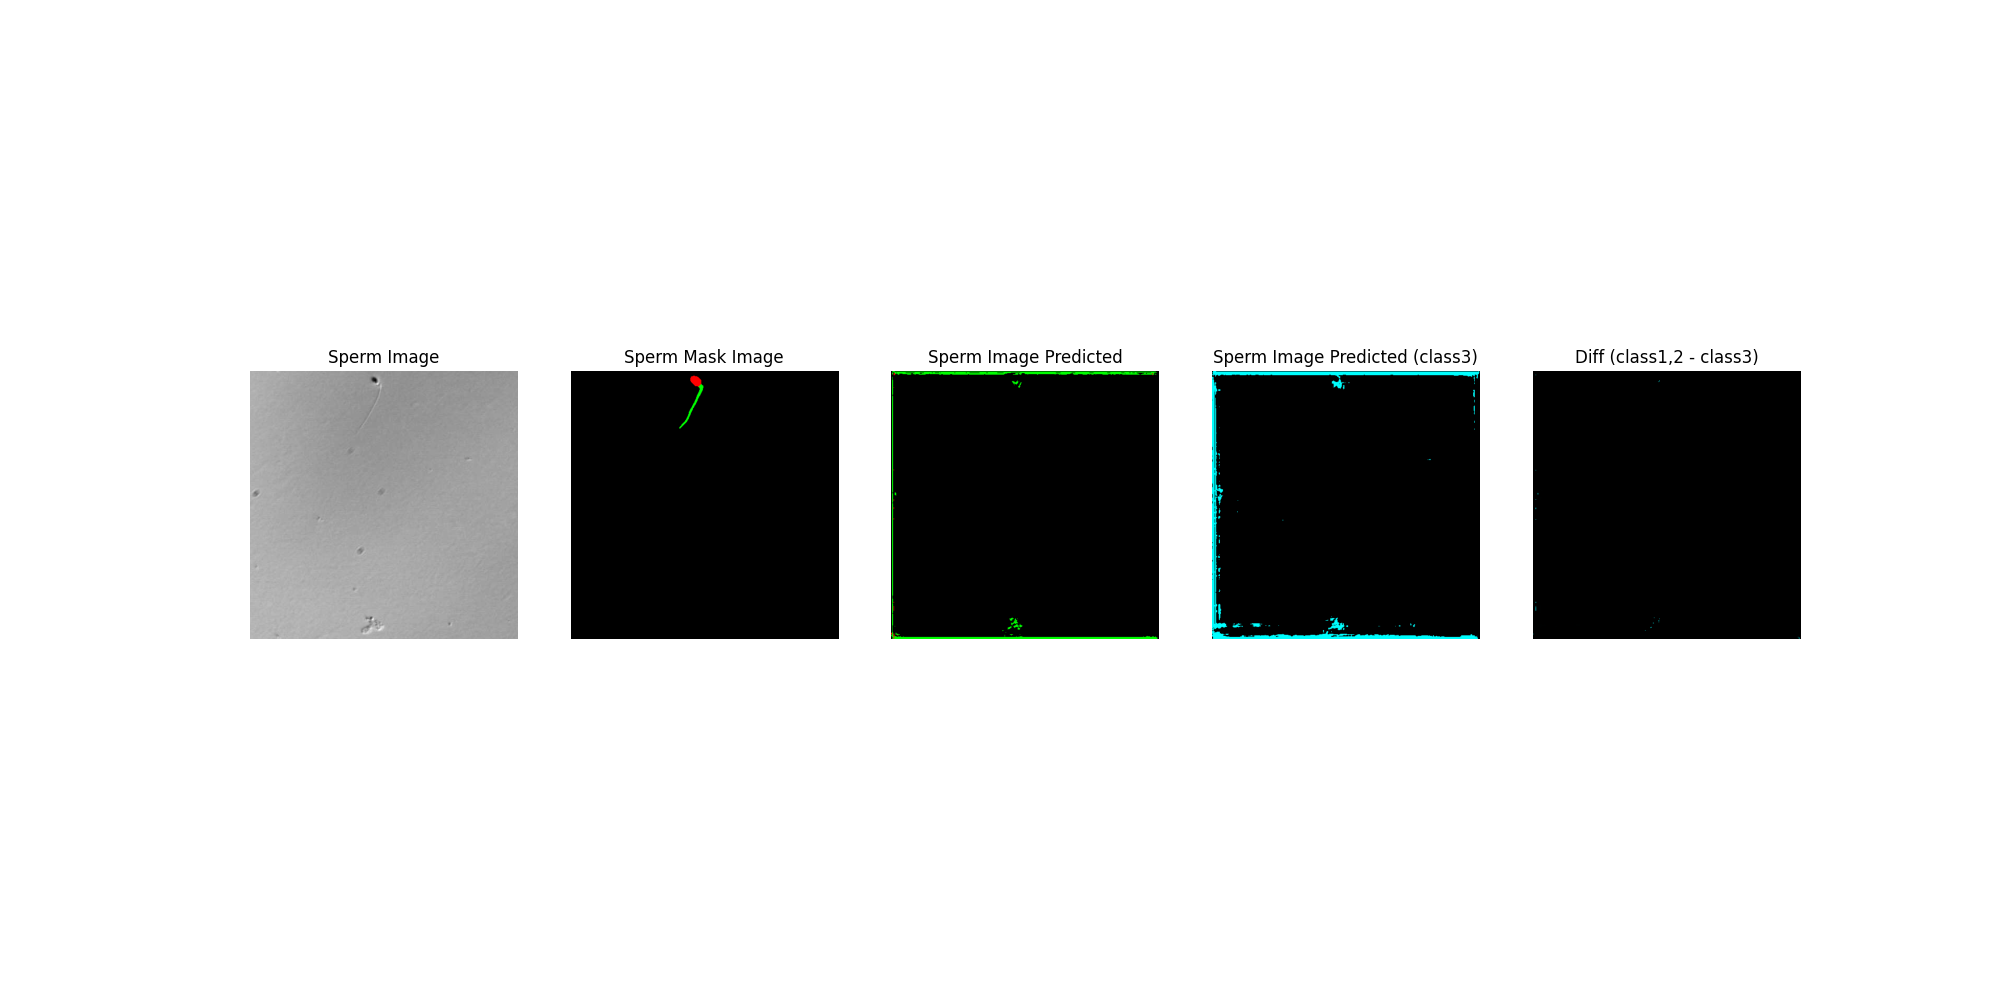 Sperm Image
Sperm Mask Image
Sperm Image Predicted
Sperm Image Predicted (class3)
Diff (class1,2 - class3)